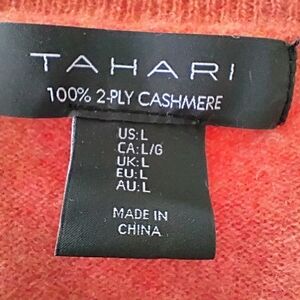 TAHARI
100% 2-PLY CASHMERE
US: L
CA: L/G
UK: L
EU: L
AU: L
MADE IN
CHINA